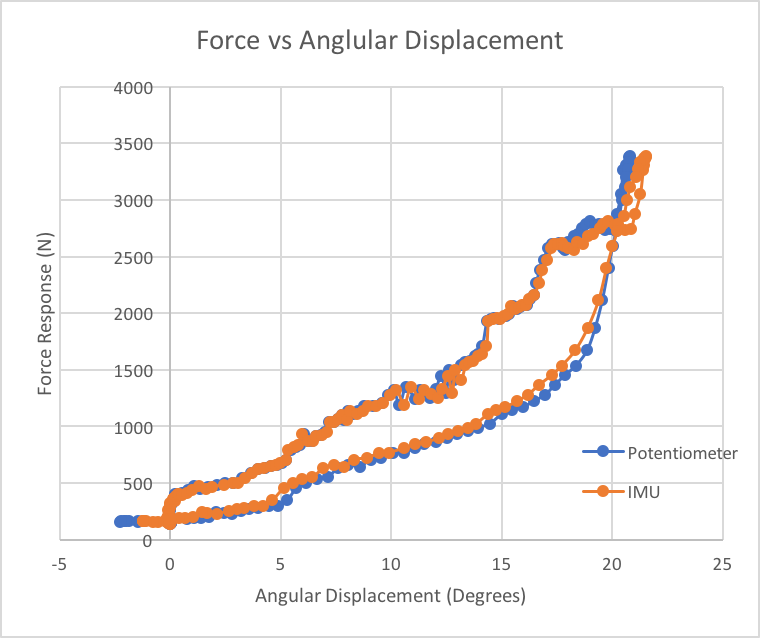 Force vs Anglular Displacement
4000
3500
3000
2500
2000
1500
1000
500
0
-5 0 5 10 15 20 25
Force Response (N)
Angular Displacement (Degrees)
Potentiometer
IMU